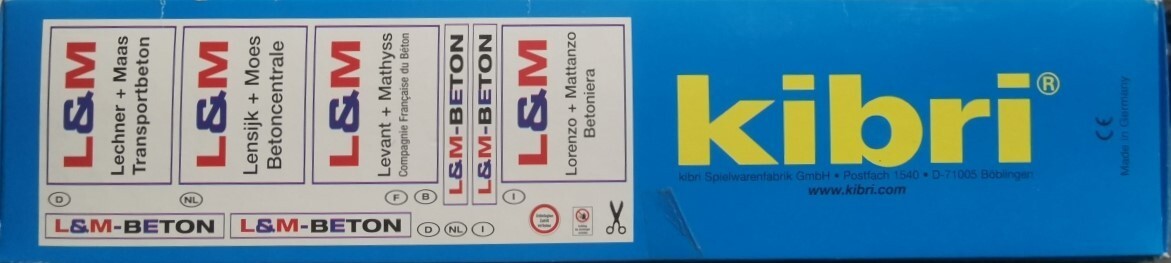 L&M
Lechner + Maas
Transportbeton
D
L&M
Lensijk + Moes
Betoncentrale
NL
L&M
Levant + Mathyss
Compagnie Française du Béton
F
B
L&M-BETON
L&M-BETON
L&M
Lorenzo + Mattanzo
Betoniera
I
L&M-BETON
L&M-BETON
D
NL
I
kibri®
kibri Spielwarenfabrik GmbH • Postfach 1540 • D-71005 Böblingen
www.kibri.com
CE
Made in Germany